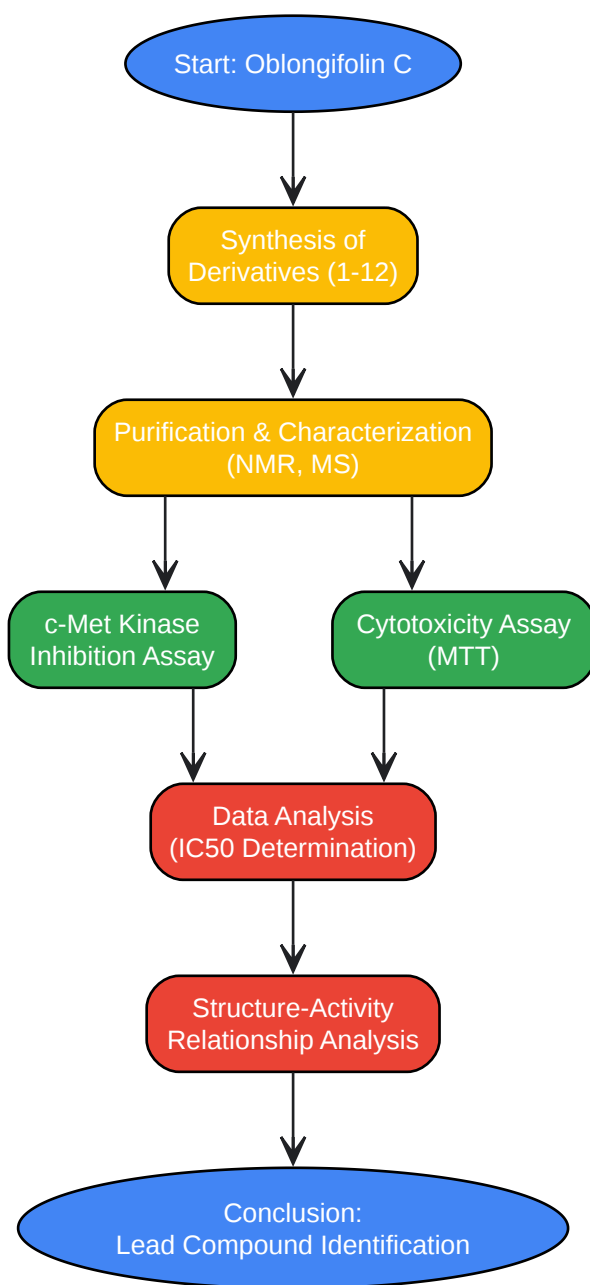 Start: Oblongifolin C
Synthesis of
Derivatives (1-12)
Purification & Characterization
(NMR, MS)
c-Met Kinase
Inhibition Assay
Cytotoxicity Assay
(MTT)
Data Analysis
(IC50 Determination)
Structure-Activity
Relationship Analysis
Conclusion:
Lead Compound Identification